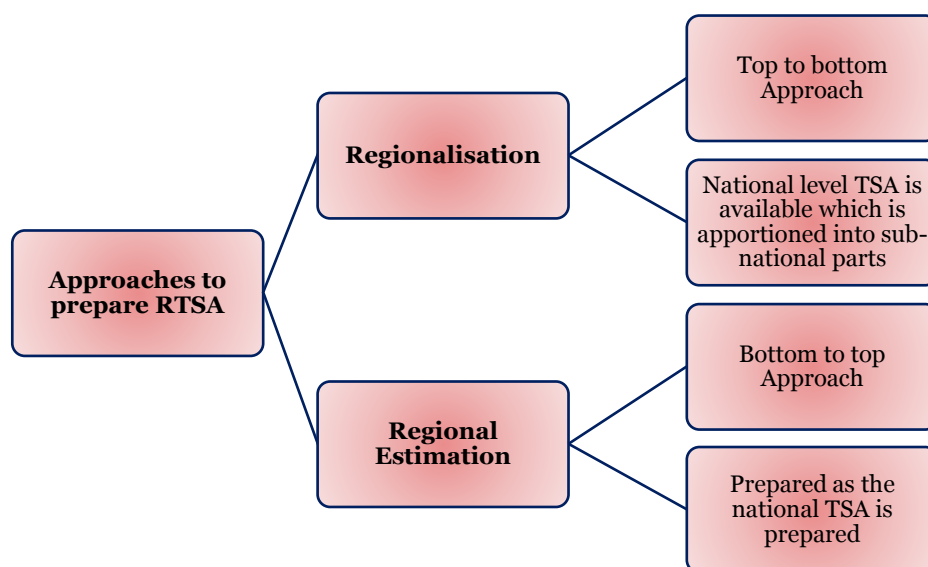 Approaches to
prepare RTSA
Regionalisation
Top to bottom
Approach
National level TSA is
available which is
apportioned into sub-
national parts
Regional
Estimation
Bottom to top
Approach
Prepared as the
national TSA is
prepared